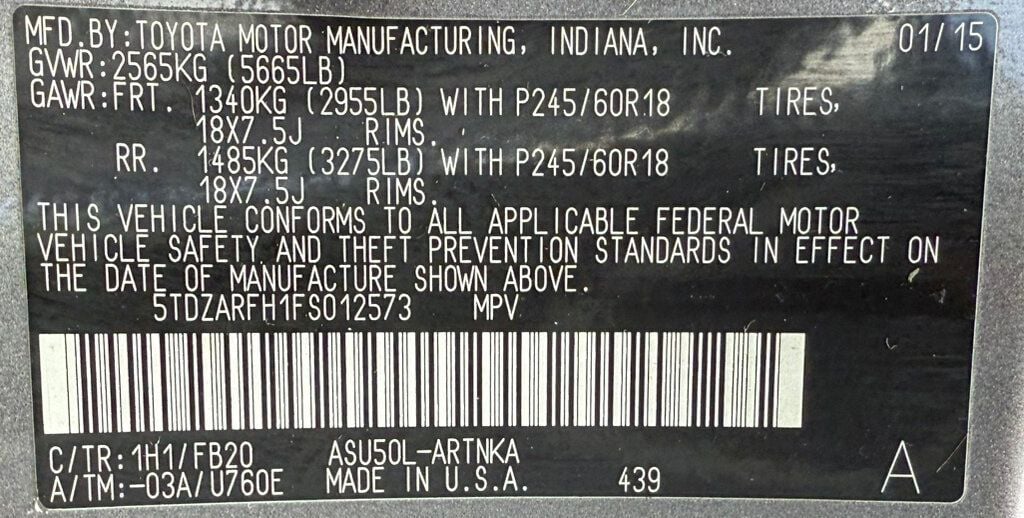 MFD.BY:TOYOTA MOTOR MANUFACTURING, INDIANA, INC. 01/15
GVWR:2565KG (5665LB)
GAWR:FRT. 1340KG (2955LB) WITH P245/60R18 TIRES,
18X7.5J RIMS.
RR. 1485KG (3275LB) WITH P245/60R18 TIRES,
18X7.5J RIMS.
THIS VEHICLE CONFORMS TO ALL APPLICABLE FEDERAL MOTOR
VEHICLE SAFETY AND THEFT PREVENTION STANDARDS IN EFFECT ON
THE DATE OF MANUFACTURE SHOWN ABOVE.
5TDZARFH1FS012573 MPV
C/TR:1H1/FB20 ASU50L-ARTNKA
A/TM:-03A/U760E MADE IN U.S.A. 439 A